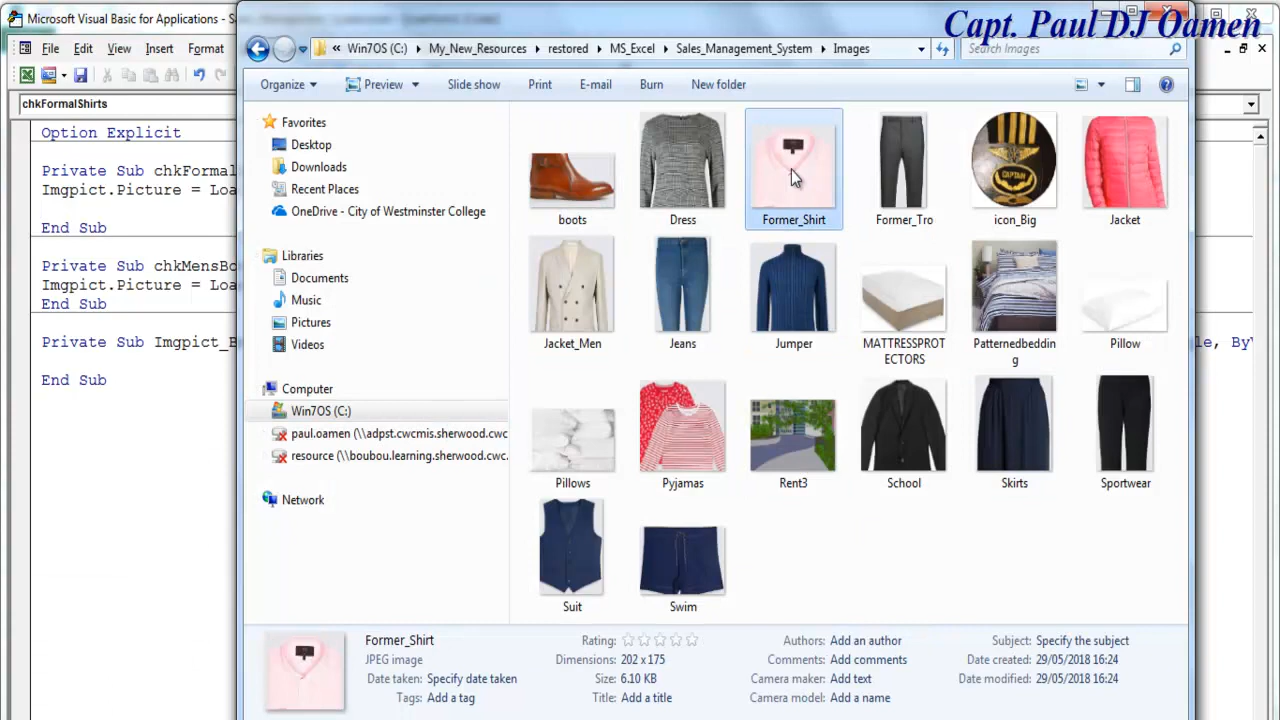 Microsoft Visual Basic for Applications - S
Capt. Paul DJ Oamen
File Edit View Insert Format
« Win7OS (C:) ▸ My_New_Resources ▸ restored ▸ MS_Excel ▸ Sales_Management_System ▸ Images
Search Images
Organize Preview Slide show Print E-mail Burn New folder
chkFormalShirts
Option Explicit
Private Sub chkFormal
Imgpict.Picture = Loa
End Sub
Private Sub chkMensBo
Imgpict.Picture = Loa
End Sub
Private Sub Imgpict_B
le, ByV
End Sub
Favorites
Desktop
Downloads
Recent Places
OneDrive - City of Westminster College
Libraries
Documents
Music
Pictures
Videos
Computer
Win7OS (C:)
paul.oamen (\\adpst.cwcmis.sherwood.cwc
resource (\\boubou.learning.sherwood.cwc.
Network
boots Dress Former_Shirt Former_Tro icon_Big Jacket
CAPTAIN
Jacket_Men Jeans Jumper MATTRESSPROT
ECTORS
Patternedbeddin
g
Pillow
Pillows Pyjamas Rent3 School Skirts Sportwear
Suit Swim
Former_Shirt
JPEG image
Date taken: Specify date taken
Tags: Add a tag
Rating:
Dimensions: 202 x 175
Size: 6.10 KB
Title: Add a title
Authors: Add an author
Comments: Add comments
Camera maker: Add text
Camera model: Add a name
Subject: Specify the subject
Date created: 29/05/2018 16:24
Date modified: 29/05/2018 16:24